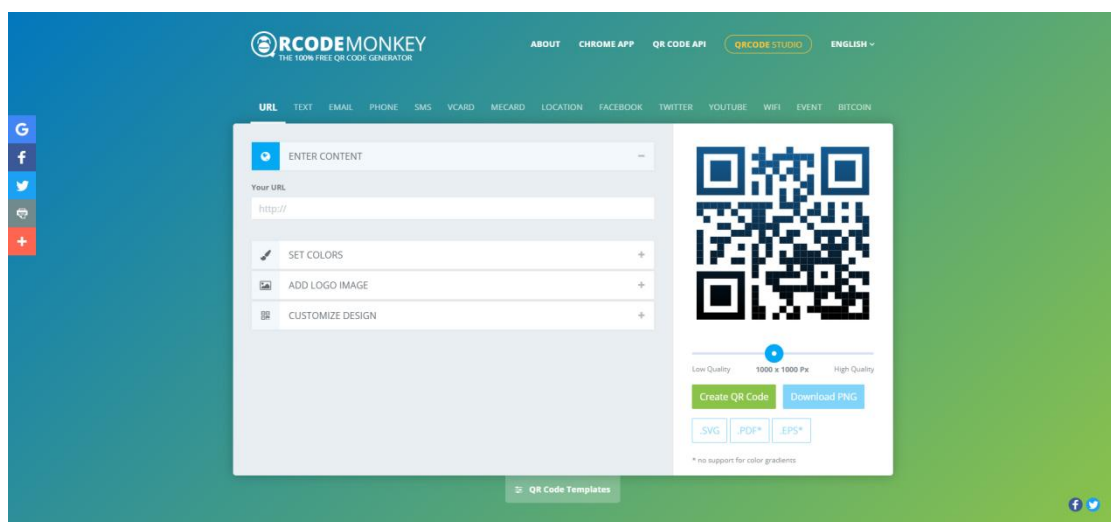 RCODEMONKEY
THE 100% FREE QR CODE GENERATOR
ABOUT CHROME APP QR CODE API QRCODE STUDIO ENGLISH
URL TEXT EMAIL PHONE SMS VCARD MECARD LOCATION FACEBOOK TWITTER YOUTUBE WIFI EVENT BITCOIN
ENTER CONTENT
Your URL
http://
SET COLORS
ADD LOGO IMAGE
CUSTOMIZE DESIGN
Low Quality 1000 x 1000 Px High Quality
Create QR Code Download PNG
.SVG .PDF* .EPS*
* no support for color gradients
QR Code Templates